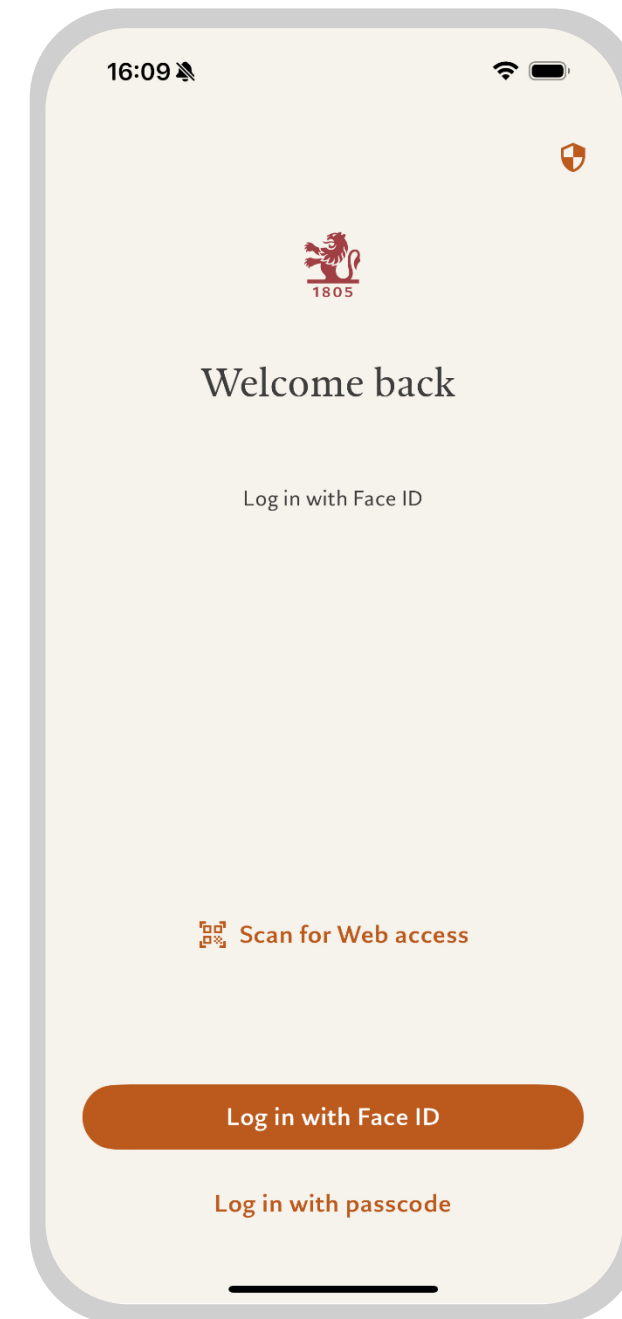 16:09
1805
Welcome back
Log in with Face ID
Scan for Web access
Log in with Face ID
Log in with passcode